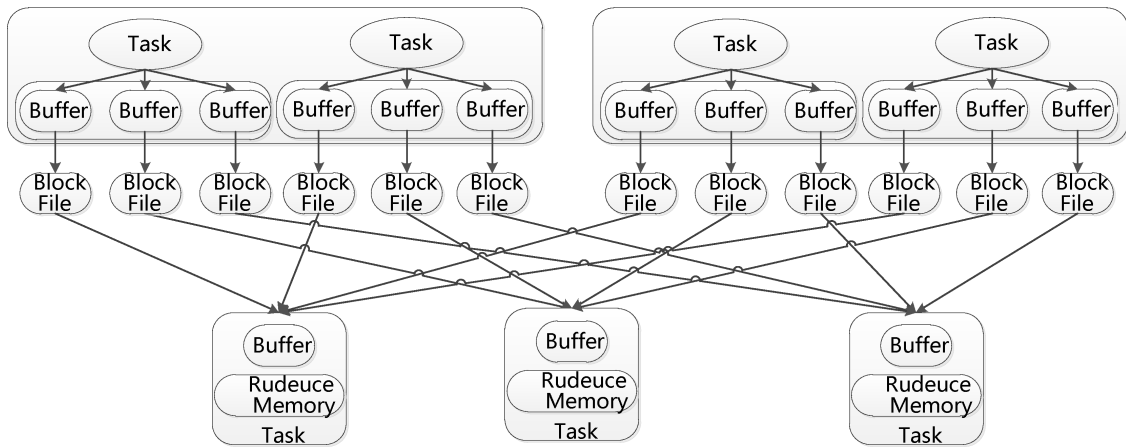 Task Task Task Task
Buffer Buffer Buffer Buffer Buffer Buffer Buffer Buffer Buffer Buffer Buffer Buffer
Block Block Block Block Block Block Block Block Block Block Block Block
File File File File File File File File File File File File
Buffer Buffer Buffer
Rudeuce Rudeuce Rudeuce
Memory Memory Memory
Task Task Task